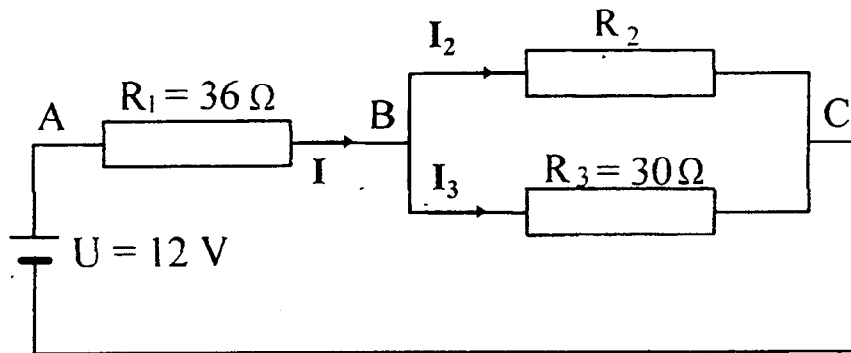 I₂
R₂
A
R₁ = 36 Ω
B
C
I
I₃
R₃ = 30 Ω
U = 12 V